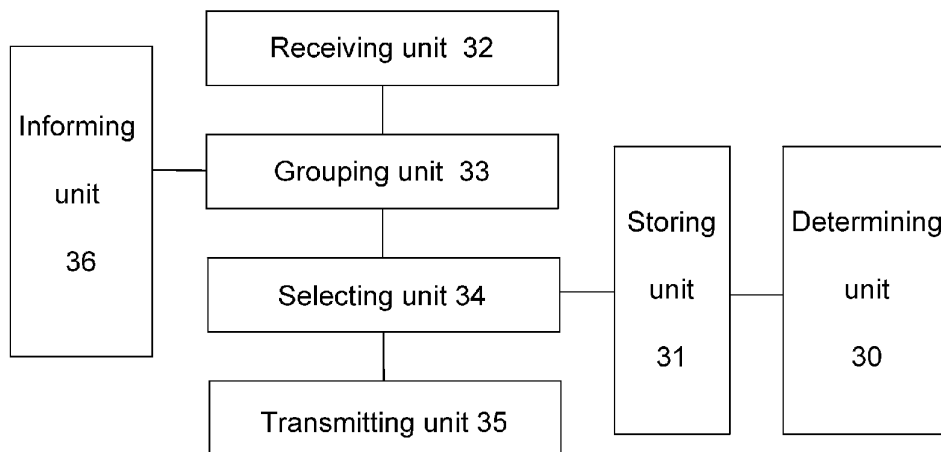 Receiving unit 32
Informing
unit
36
Grouping unit 33
Selecting unit 34
Transmitting unit 35
Storing
unit
31
Determining
unit
30